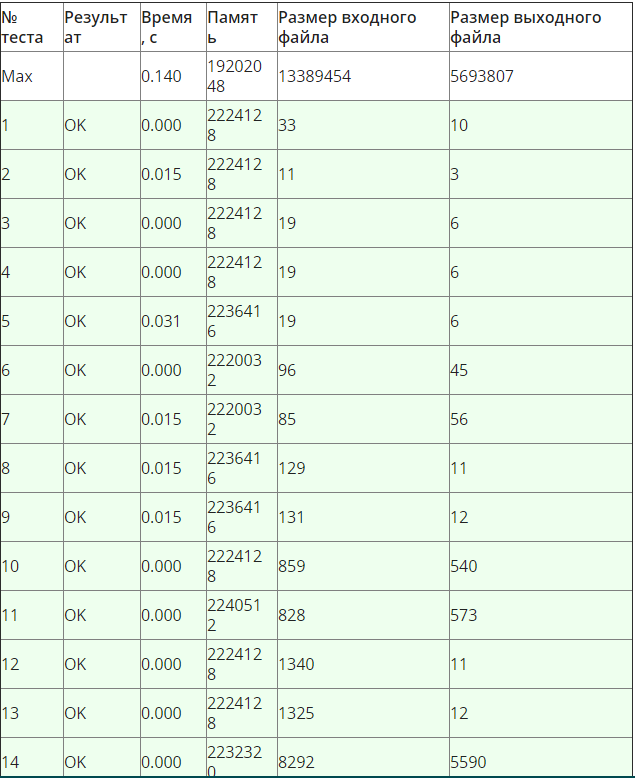 № Результ Время Памят Размер входного Размер выходного
теста ат , с ь файла файла
Max 0.140 19202048 13389454 5693807
1 OK 0.000 2224128 33 10
2 OK 0.015 2224128 11 3
3 OK 0.000 2224128 19 6
4 OK 0.000 2224128 19 6
5 OK 0.031 2236416 19 6
6 OK 0.000 2220032 96 45
7 OK 0.015 2220032 85 56
8 OK 0.015 2236416 129 11
9 OK 0.015 2236416 131 12
10 OK 0.000 2224128 859 540
11 OK 0.000 2240512 828 573
12 OK 0.000 2224128 1340 11
13 OK 0.000 2224128 1325 12
14 OK 0.000 2232320 8292 5590